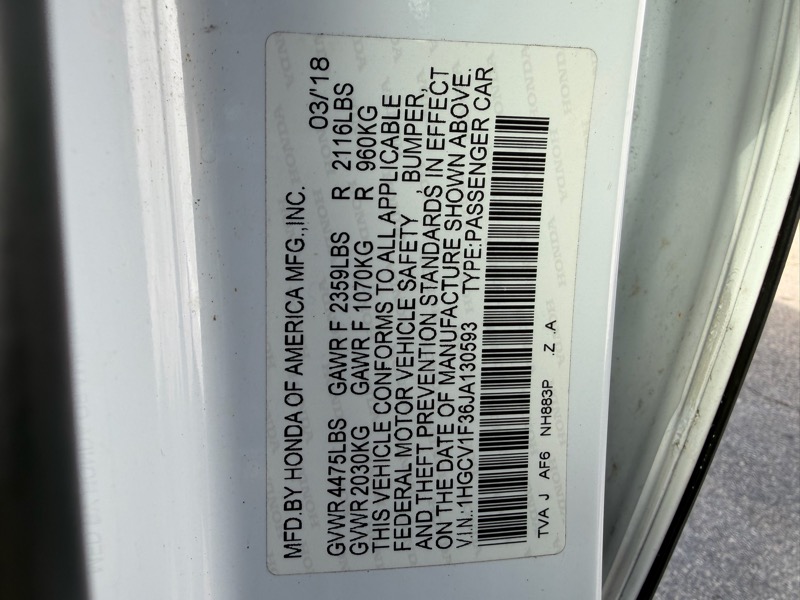 MFD.BY HONDA OF AMERICA MFG.,INC. 03/'18
GVWR 4475LBS GAWR F 2359LBS R 2116LBS
GVWR 2030KG GAWR F 1070KG R 960KG
THIS VEHICLE CONFORMS TO ALL APPLICABLE
FEDERAL MOTOR VEHICLE SAFETY, BUMPER,
AND THEFT PREVENTION STANDARDS IN EFFECT
ON THE DATE OF MANUFACTURE SHOWN ABOVE.
V.I.N.:1HGCV1F36JA130593 TYPE:PASSENGER CAR
TVA J AF6 NH883P .Z .A